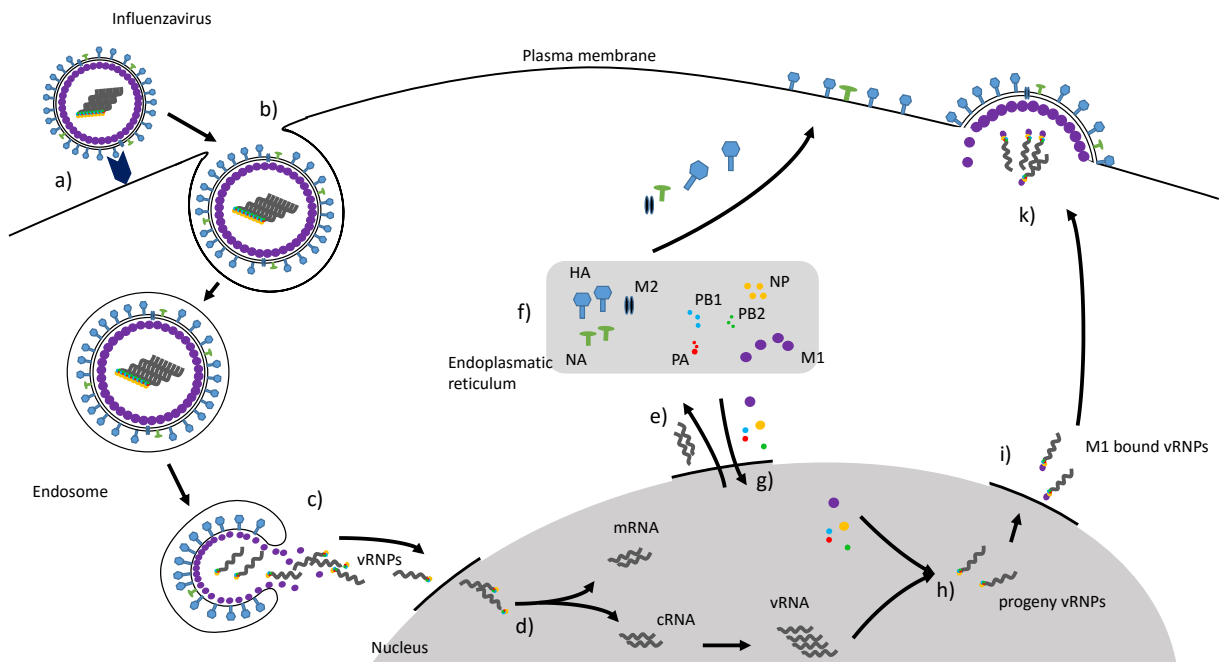 Influenzavirus
Plasma membrane
b)
a)
k)
HA
M2
NP
PB1
PB2
f)
NA
PA
M1
Endoplasmatic
reticulum
e)
M1 bound vRNPs
i)
g)
Endosome
c)
mRNA
vRNPs
h)
progeny vRNPs
vRNA
cRNA
d)
Nucleus